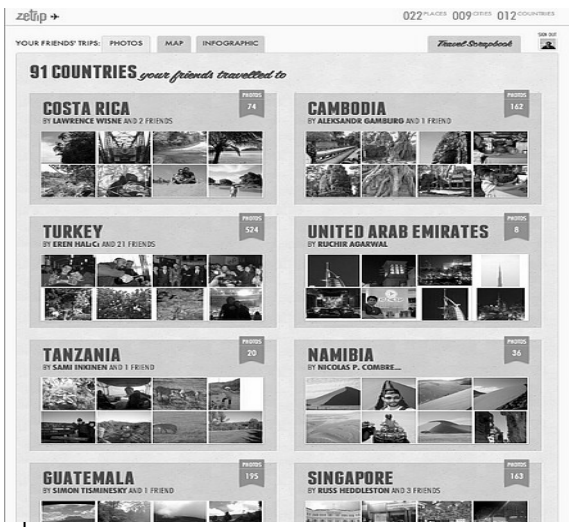 zetrip
022 PLACES 009 CITIES 012 COUNTRIES
YOUR FRIENDS' TRIPS: PHOTOS MAP INFOGRAPHIC Travel Scrapbook SIGN OUT
91 COUNTRIES your friends travelled to
COSTA RICA
BY LAWRENCE WISNE AND 2 FRIENDS
PHOTOS
74
CAMBODIA
BY ALEKSANDR GAMBURG AND 1 FRIEND
PHOTOS
162
TURKEY
BY EREN HALICI AND 21 FRIENDS
PHOTOS
524
UNITED ARAB EMIRATES
BY RUCHIR AGARWAL
PHOTOS
8
TANZANIA
BY SAMI INKINEN AND 1 FRIEND
PHOTOS
20
NAMIBIA
BY NICOLAS P. COMBRE...
PHOTOS
36
GUATEMALA
BY SIMON TISMINESKY AND 1 FRIEND
PHOTOS
195
SINGAPORE
BY RUSS HEDDLESTON AND 3 FRIENDS
PHOTOS
163